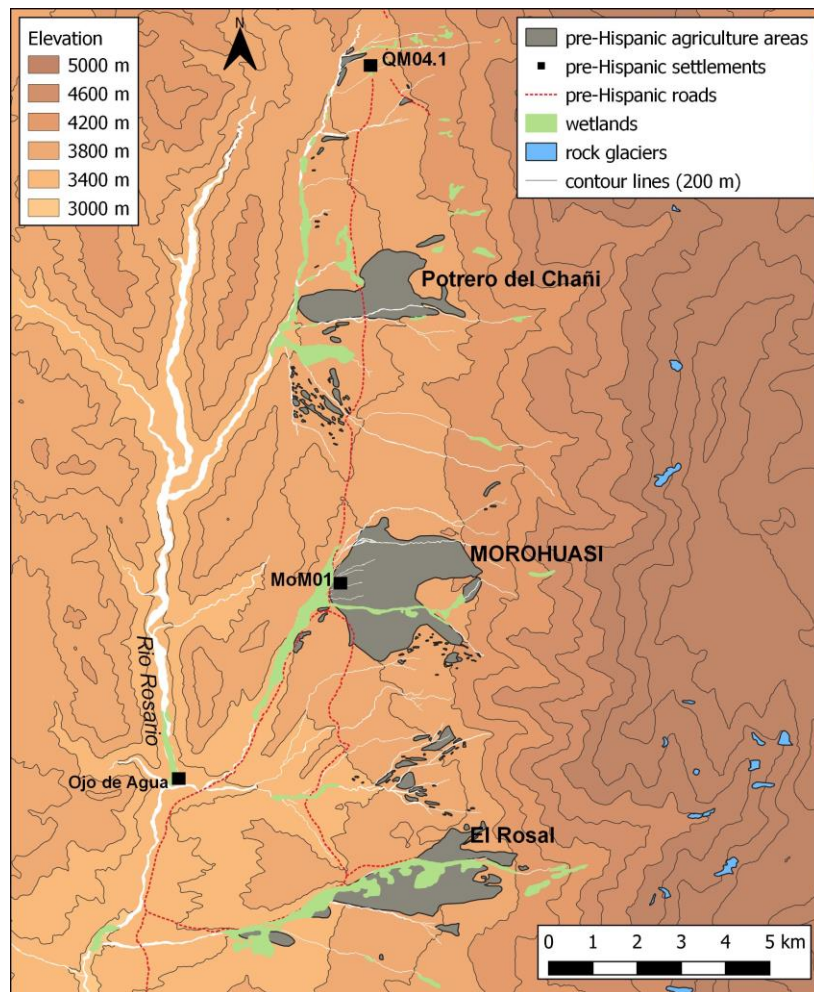 Elevation
5000 m
4600 m
4200 m
3800 m
3400 m
3000 m
N
pre-Hispanic agriculture areas
pre-Hispanic settlements
pre-Hispanic roads
wetlands
rock glaciers
contour lines (200 m)
QM04.1
Potrero del Chañi
MOROHUASI
MoM01
Rio Rosario
Ojo de Agua
El Rosal
0 1 2 3 4 5 km